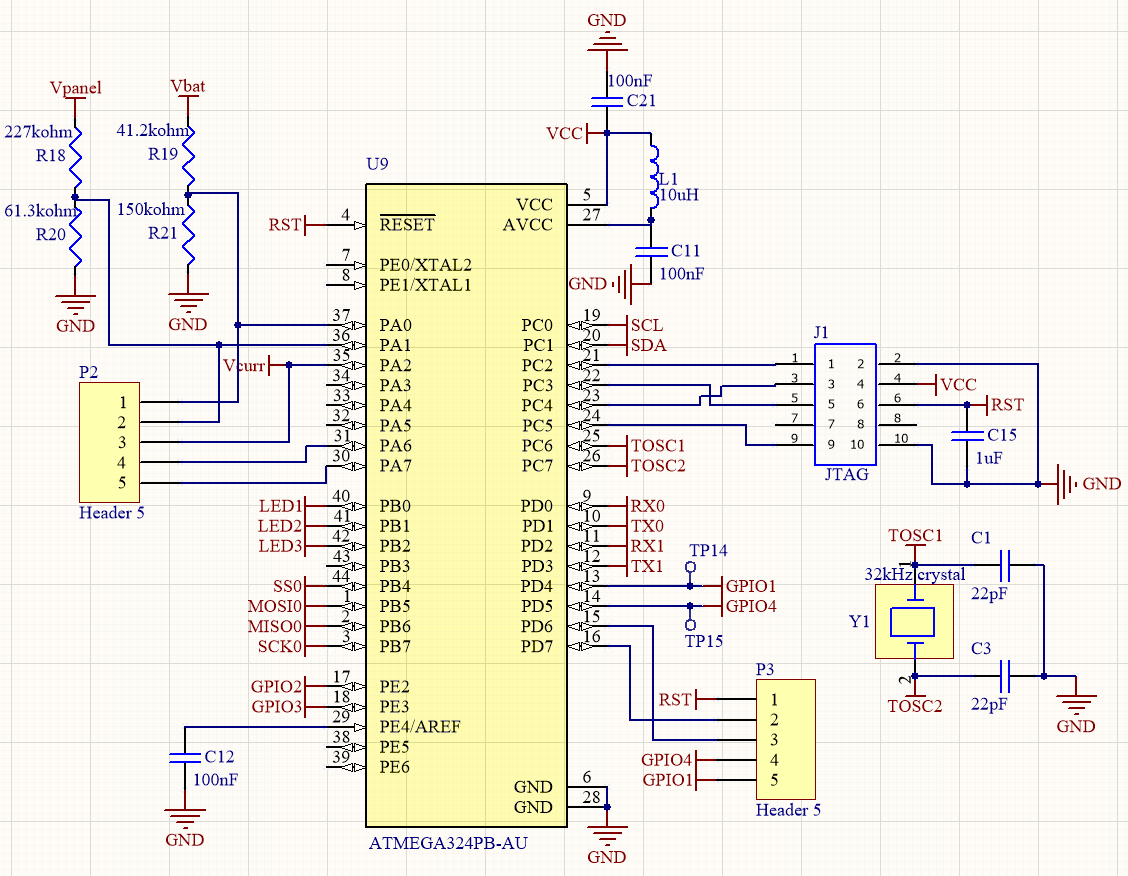 GND
100nF
C21
VCC
L1
10uH
C11
100nF
GND
Vpanel
227kohm
R18
61.3kohm
R20
GND
Vbat
41.2kohm
R19
150kohm
R21
GND
U9
RST 4 RESET
7 PE0/XTAL2
8 PE1/XTAL1
37 PA0
36 PA1
Vcurr 35 PA2
34 PA3
33 PA4
32 PA5
31 PA6
30 PA7
LED1 40 PB0
LED2 41 PB1
LED3 42 PB2
43 PB3
SS0 44 PB4
MOSI0 1 PB5
MISO0 2 PB6
SCK0 3 PB7
GPIO2 17 PE2
GPIO3 18 PE3
29 PE4/AREF
38 PE5
39 PE6
VCC 5
AVCC 27
PC0 19 SCL
PC1 20 SDA
PC2 21
PC3 22
PC4 23
PC5 24
PC6 25 TOSC1
PC7 26 TOSC2
PD0 9 RX0
PD1 10 TX0
PD2 11 RX1
PD3 12 TX1
PD4 13 GPIO1
PD5 14 GPIO4
PD6 15
PD7 16
GND 6
GND 28
ATMEGA324PB-AU
GND
TP14
TP15
P2
1
2
3
4
5
Header 5
C12
100nF
GND
J1
1 1 2 2
3 3 4 4 VCC
5 5 6 6 RST
7 7 8 8
9 9 10 10
JTAG
C15
1uF
GND
TOSC1
32kHz crystal
Y1
2
TOSC2
C1
22pF
C3
22pF
GND
P3
RST 1
2
3
GPIO4 4
GPIO1 5
Header 5